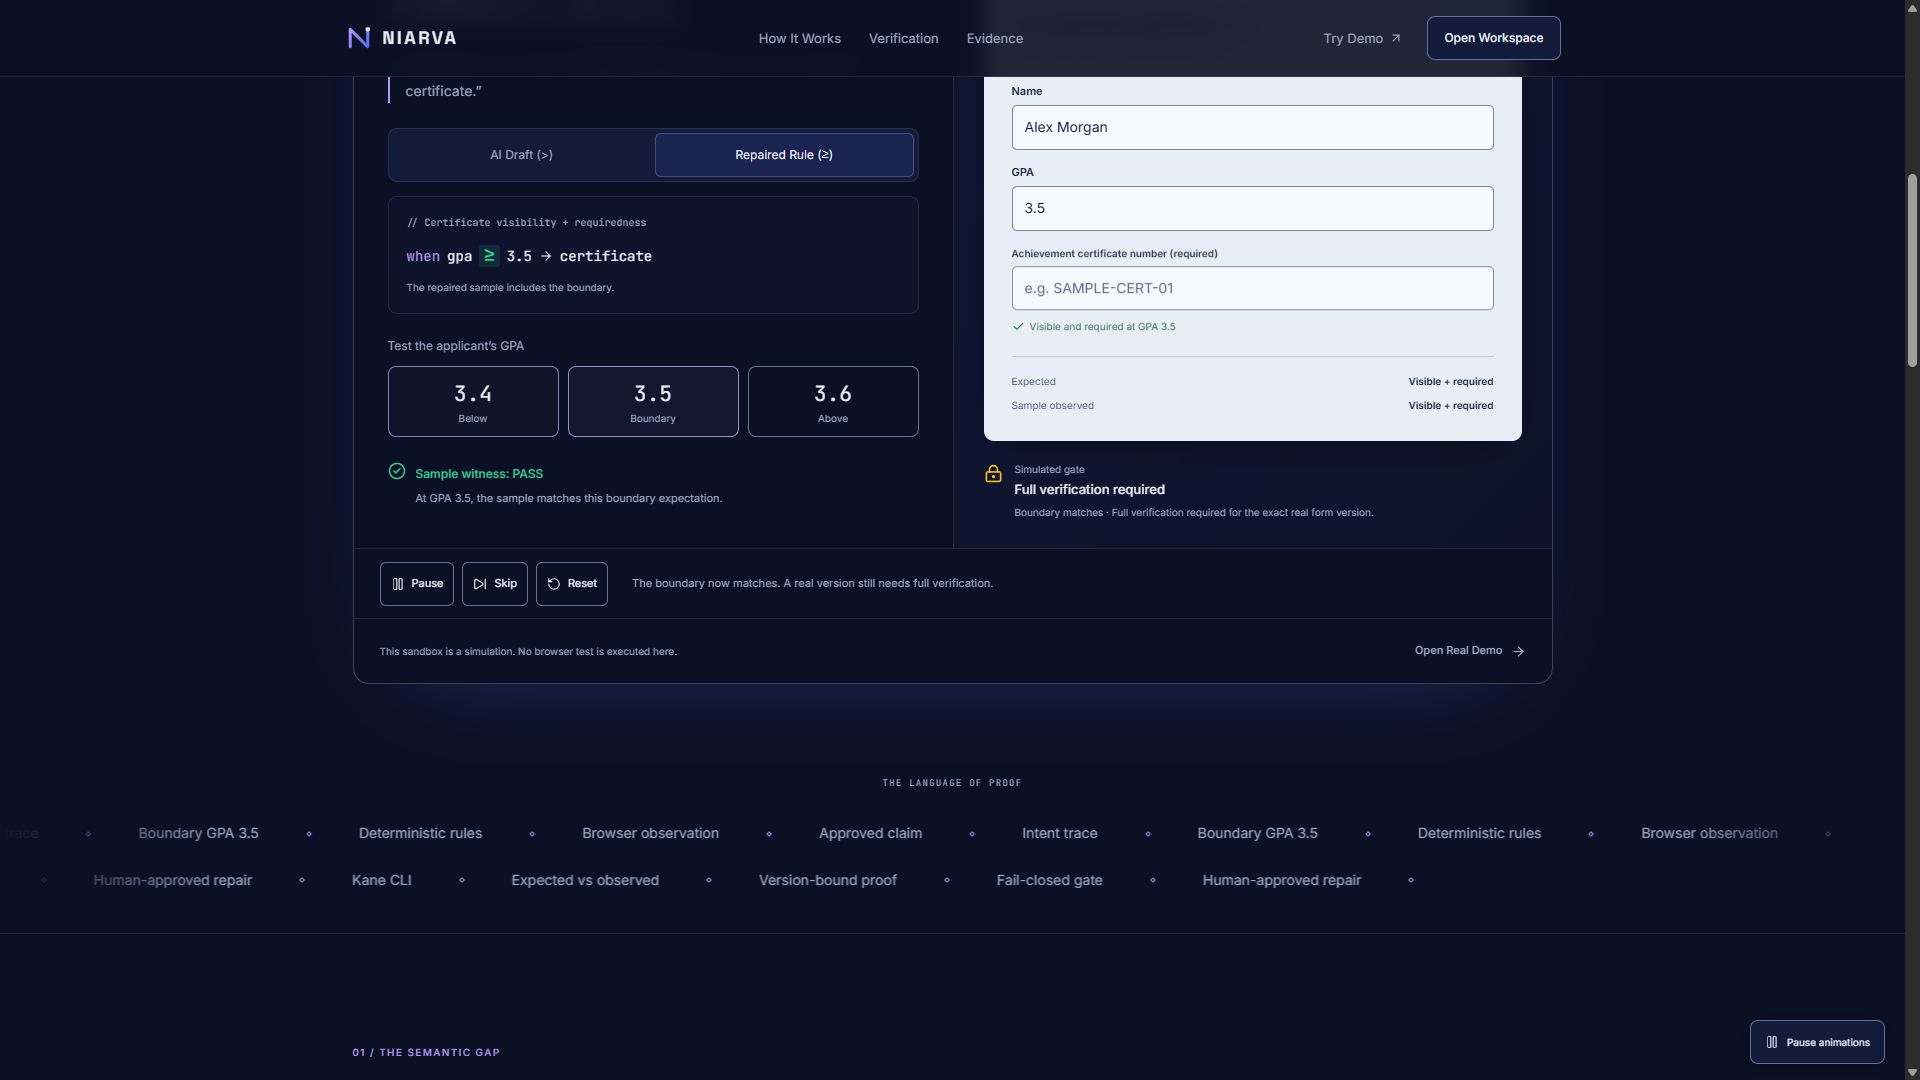 NIARVA
How It Works
Verification
Evidence
Try Demo
Open Workspace
certificate.”
AI Draft (>)
Repaired Rule (≥)
// Certificate visibility + requiredness
when gpa ≥ 3.5 → certificate
The repaired sample includes the boundary.
Test the applicant’s GPA
3.4
Below
3.5
Boundary
3.6
Above
Sample witness: PASS
At GPA 3.5, the sample matches this boundary expectation.
Name
Alex Morgan
GPA
3.5
Achievement certificate number (required)
e.g. SAMPLE-CERT-01
Visible and required at GPA 3.5
Expected Visible + required
Sample observed Visible + required
Simulated gate
Full verification required
Boundary matches · Full verification required for the exact real form version.
Pause
Skip
Reset
The boundary now matches. A real version still needs full verification.
This sandbox is a simulation. No browser test is executed here.
Open Real Demo
THE LANGUAGE OF PROOF
Boundary GPA 3.5 Deterministic rules Browser observation Approved claim Intent trace Boundary GPA 3.5 Deterministic rules Browser observation
Human-approved repair Kane CLI Expected vs observed Version-bound proof Fail-closed gate Human-approved repair
01 / THE SEMANTIC GAP
Pause animations